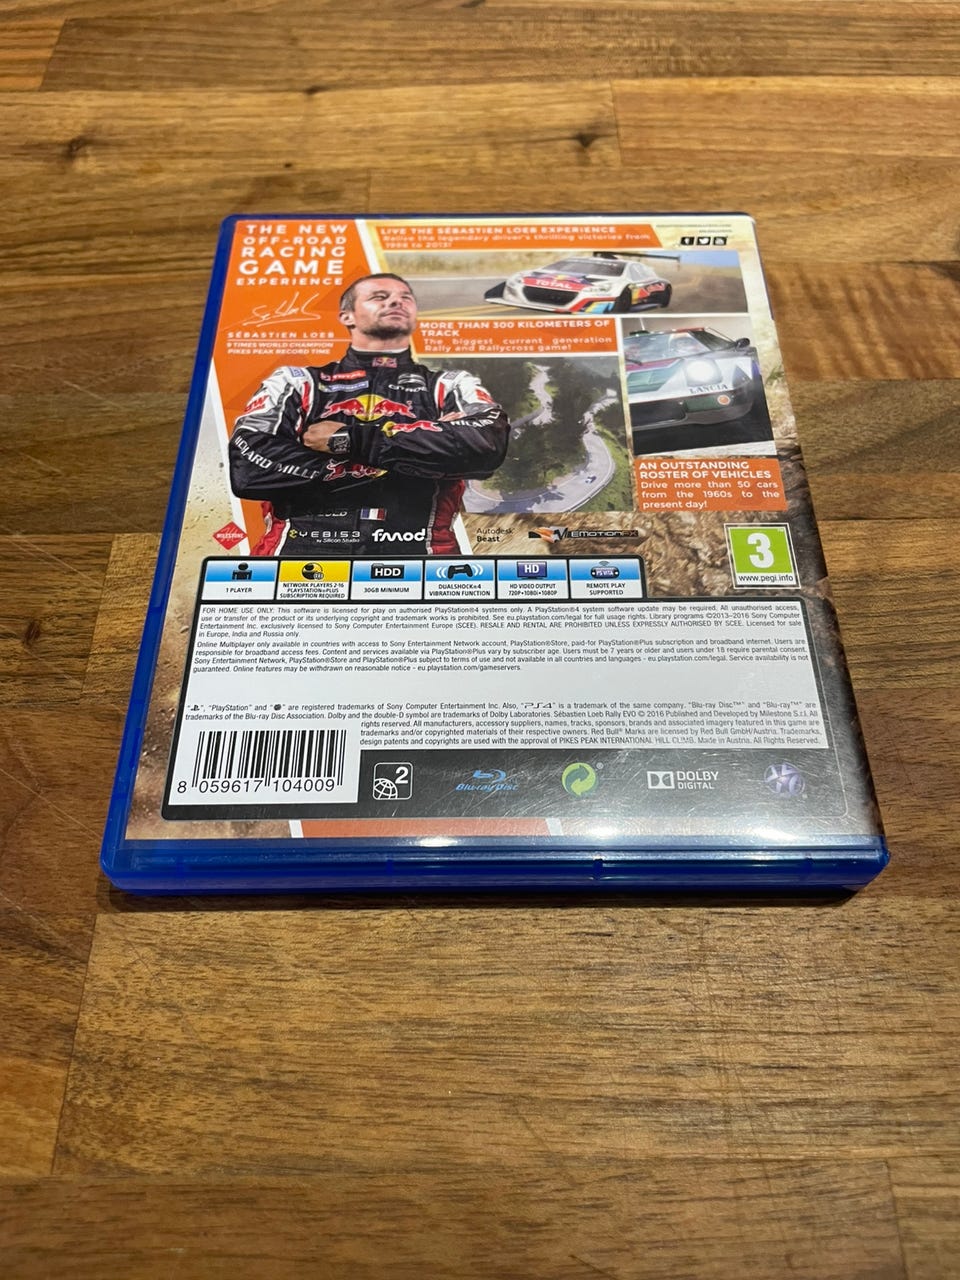 THE NEW
OFF-ROAD
RACING
GAME
EXPERIENCE
SÉBASTIEN LOEB
9 TIMES WORLD CHAMPION
PIKES PEAK RECORD TIME
LIVE THE SÉBASTIEN LOEB EXPERIENCE
Relive the legendary driver's thrilling victories from
1998 to 2013!
TOTAL
MORE THAN 300 KILOMETERS OF
TRACK
The biggest current generation
Rally and Rallycross game!
LANCIA
AN OUTSTANDING
ROSTER OF VEHICLES
Drive more than 50 cars
from the 1960s to the
present day!
TOTAL
Red Bull
RICHARD MILLE
MILESTONE
YEBIS3
by Silicon Studio
fmod
Autodesk
Beast
EMOTIONFX
3
www.pegi.info
1 PLAYER
NETWORK PLAYERS 2-16
PLAYSTATION®PLUS
SUBSCRIPTION REQUIRED
HDD
30GB MINIMUM
DUALSHOCK®4
VIBRATION FUNCTION
HD
HD VIDEO OUTPUT
720P•1080i•1080P
PS VITA
REMOTE PLAY
SUPPORTED
FOR HOME USE ONLY: This software is licensed for play on authorised PlayStation®4 systems only. A PlayStation®4 system software update may be required. All unauthorised access,
use or transfer of the product or its underlying copyright and trademark works is prohibited. See eu.playstation.com/legal for full usage rights. Library programs ©2013–2016 Sony Computer
Entertainment Inc. exclusively licensed to Sony Computer Entertainment Europe (SCEE). RESALE AND RENTAL ARE PROHIBITED UNLESS EXPRESSLY AUTHORISED BY SCEE. Licensed for sale
in Europe, India and Russia only.
Online Multiplayer only available in countries with access to Sony Entertainment Network account, PlayStation®Store, paid-for PlayStation®Plus subscription and broadband internet. Users are
responsible for broadband access fees. Content and services available via PlayStation®Plus vary by subscriber age. Users must be 7 years or older and users under 18 require parental consent.
Sony Entertainment Network, PlayStation®Store and PlayStation®Plus subject to terms of use and not available in all countries and languages - eu.playstation.com/legal. Service availability is not
guaranteed. Online features may be withdrawn on reasonable notice - eu.playstation.com/gameservers.
", "PlayStation" and " " are registered trademarks of Sony Computer Entertainment Inc. Also, "PS4" is a trademark of the same company. "Blu-ray Disc™" and "Blu-ray™" are
trademarks of the Blu-ray Disc Association. Dolby and the double-D symbol are trademarks of Dolby Laboratories. Sébastien Loeb Rally EVO © 2016 Published and Developed by Milestone S.r.l. All
rights reserved. All manufacturers, accessory suppliers, names, tracks, sponsors, brands and associated imagery featured in this game are
trademarks and/or copyrighted materials of their respective owners. Red Bull® Marks are licensed by Red Bull GmbH/Austria. Trademarks,
design patents and copyrights are used with the approval of PIKES PEAK INTERNATIONAL HILL CLIMB. Made in Austria. All Rights Reserved.
8 059617 104009
2
Blu-ray Disc
DOLBY
DIGITAL